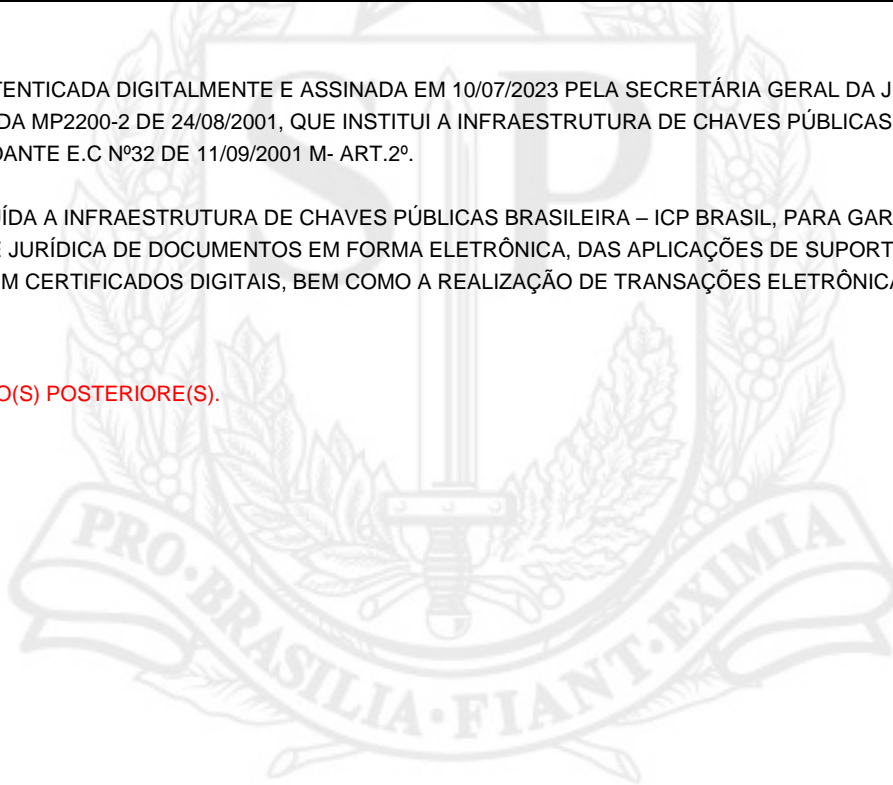 TENTICADA DIGITALMENTE E ASSINADA EM 10/07/2023 PELA SECRETÁRIA GERAL DA J
DA MP2200-2 DE 24/08/2001, QUE INSTITUI A INFRAESTRUTURA DE CHAVES PÚBLICAS
DANTE E.C Nº32 DE 11/09/2001 M- ART.2º.
ÍDA A INFRAESTRUTURA DE CHAVES PÚBLICAS BRASILEIRA – ICP BRASIL, PARA GAR
E JURÍDICA DE DOCUMENTOS EM FORMA ELETRÔNICA, DAS APLICAÇÕES DE SUPORT
M CERTIFICADOS DIGITAIS, BEM COMO A REALIZAÇÃO DE TRANSAÇÕES ELETRÔNICA
O(S) POSTERIORE(S).
SP
PRO·BRASILIA·FIANT·EXIMIA